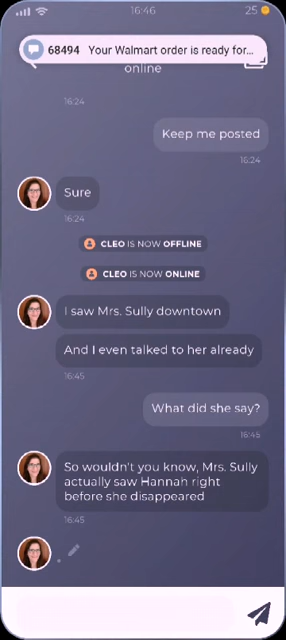 16:46
25
68494 Your Walmart order is ready for...
online
16:24
Keep me posted
16:24
Sure
16:24
CLEO IS NOW OFFLINE
CLEO IS NOW ONLINE
I saw Mrs. Sully downtown
And I even talked to her already
16:45
What did she say?
16:45
So wouldn't you know, Mrs. Sully
actually saw Hannah right
before she disappeared
16:45